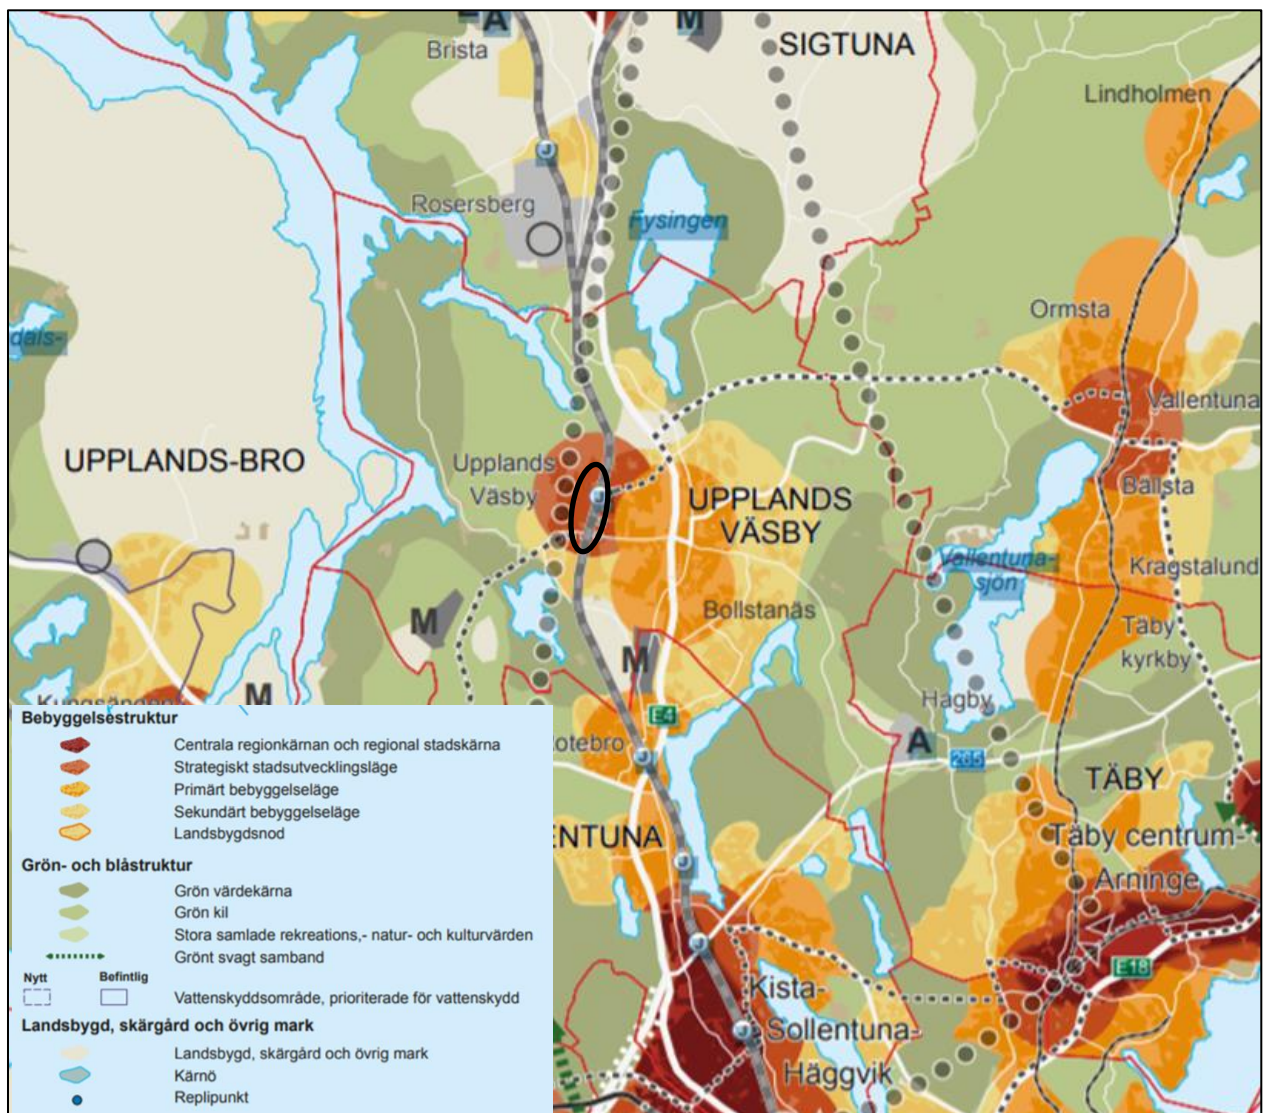 A
M
SIGTUNA
Brista
Lindholmen
Rosersberg
Fysingen
Ormsta
däls-
Vallentuna
UPPLANDS-BRO
Upplands
Väsby
UPPLANDS
VÄSBY
Bällsta
Vallentuna-
sjön
Kragstalund
Bollstanäs
M
Täby
kyrkby
M
M
Kungsängen
Hagby
E4
A
265
otebro
TÄBY
ENTUNA
Täby centrum-
Arninge
E18
Kista-
Sollentuna-
Häggvik
J
J
J
J
J
J
Bebyggelsestruktur
Centrala regionkärnan och regional stadskärna
Strategiskt stadsutvecklingsläge
Primärt bebyggelseläge
Sekundärt bebyggelseläge
Landsbygdsnod
Grön- och blåstruktur
Grön värdekärna
Grön kil
Stora samlade rekreations,- natur- och kulturvärden
Grönt svagt samband
Nytt Befintlig
Vattenskyddsområde, prioriterade för vattenskydd
Landsbygd, skärgård och övrig mark
Landsbygd, skärgård och övrig mark
Kärnö
Replipunkt